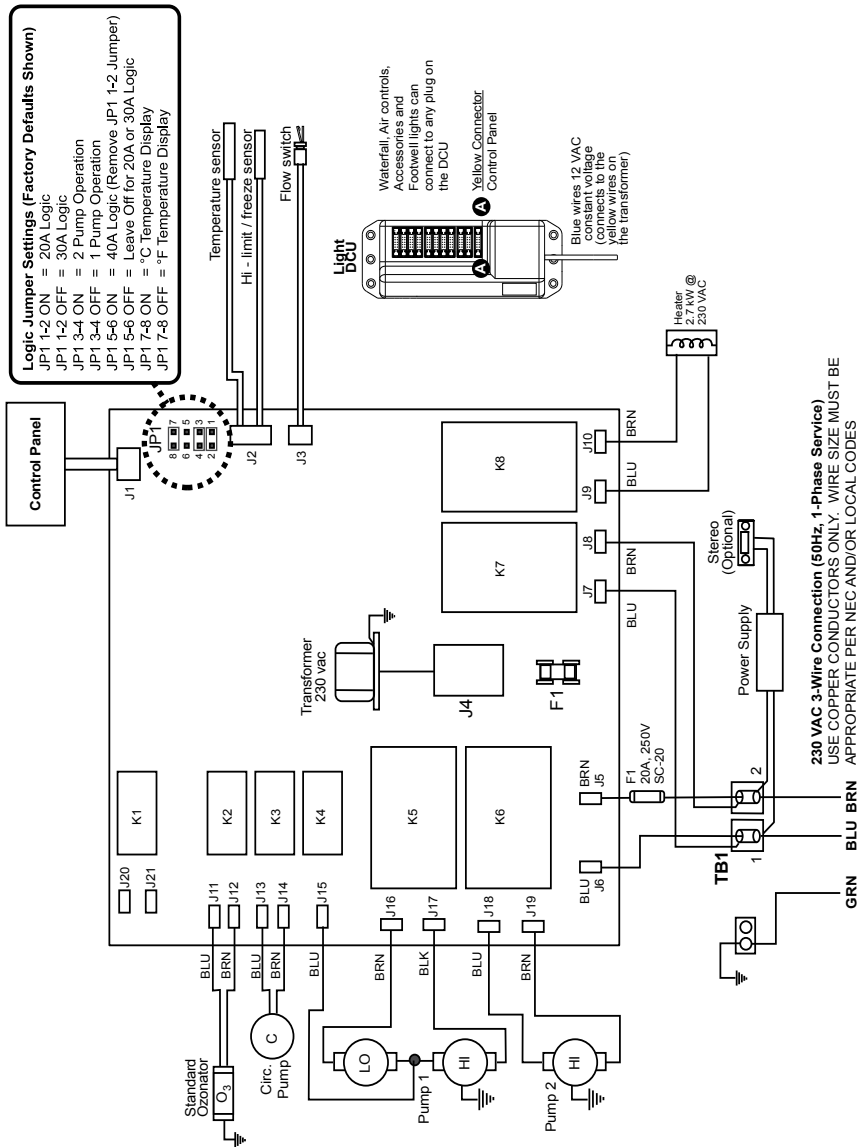 Logic Jumper Settings (Factory Defaults Shown)
JP1 1-2 ON = 20A Logic
JP1 1-2 OFF = 30A Logic
JP1 3-4 ON = 2 Pump Operation
JP1 3-4 OFF = 1 Pump Operation
JP1 5-6 ON = 40A Logic (Remove JP1 1-2 Jumper)
JP1 5-6 OFF = Leave Off for 20A or 30A Logic
JP1 7-8 ON = °C Temperature Display
JP1 7-8 OFF = °F Temperature Display
Control Panel
J1
JP1
8 7
6 5
4 3
2 1
J2
J3
Temperature sensor
Hi - limit / freeze sensor
Flow switch
Light
DCU
Waterfall, Air controls,
Accessories and
Footwell lights can
connect to any plug on
the DCU
A
A
Yellow Connector
Control Panel
Blue wires 12 VAC
constant voltage
(connects to the
yellow wires on
the transformer)
K1
K2
K3
K4
K5
K6
K7
K8
Transformer
230 vac
J4
F1
J20
J21
J11
J12
J13
J14
J15
J16
J17
J18
J19
BLU
BRN
BLU
BRN
BLU
BRN
BLK
BLU
BRN
Standard
Ozonator
O3
Circ.
Pump
C
LO
Pump 1
HI
Pump 2
HI
BLU
J6
BRN
J5
F1
20A, 250V
SC-20
J7
BLU
J8
BRN
J9
BLU
J10
BRN
Heater
2.7 kW @
230 VAC
TB1
1
2
Power Supply
Stereo
(Optional)
GRN
BLU
BRN
230 VAC 3-Wire Connection (50Hz, 1-Phase Service)
USE COPPER CONDUCTORS ONLY. WIRE SIZE MUST BE
APPROPRIATE PER NEC AND/OR LOCAL CODES